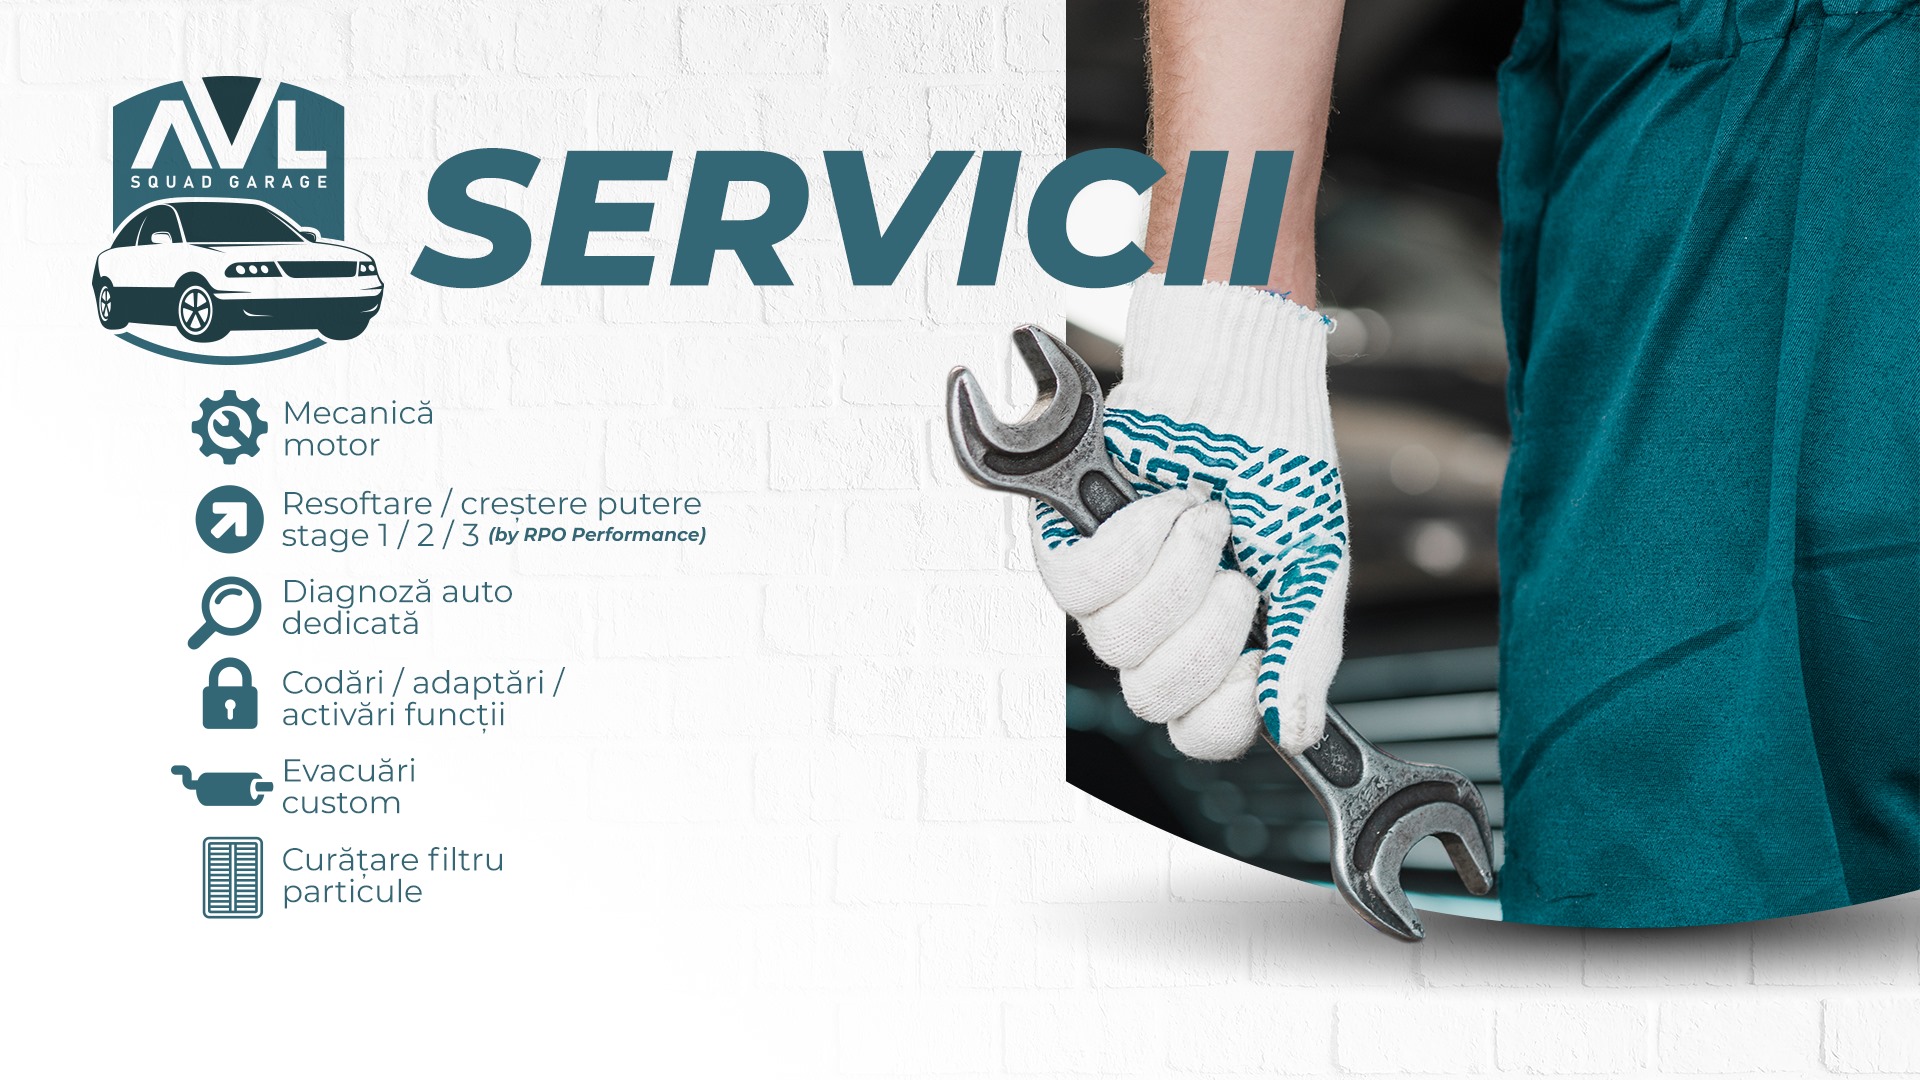 AVL
SQUAD GARAGE
SERVICII
Mecanică
motor
Resoftare / creștere putere
stage 1 / 2 / 3 (by RPO Performance)
Diagnoză auto
dedicată
Codări / adaptări /
activări funcții
Evacuări
custom
Curățare filtru
particule